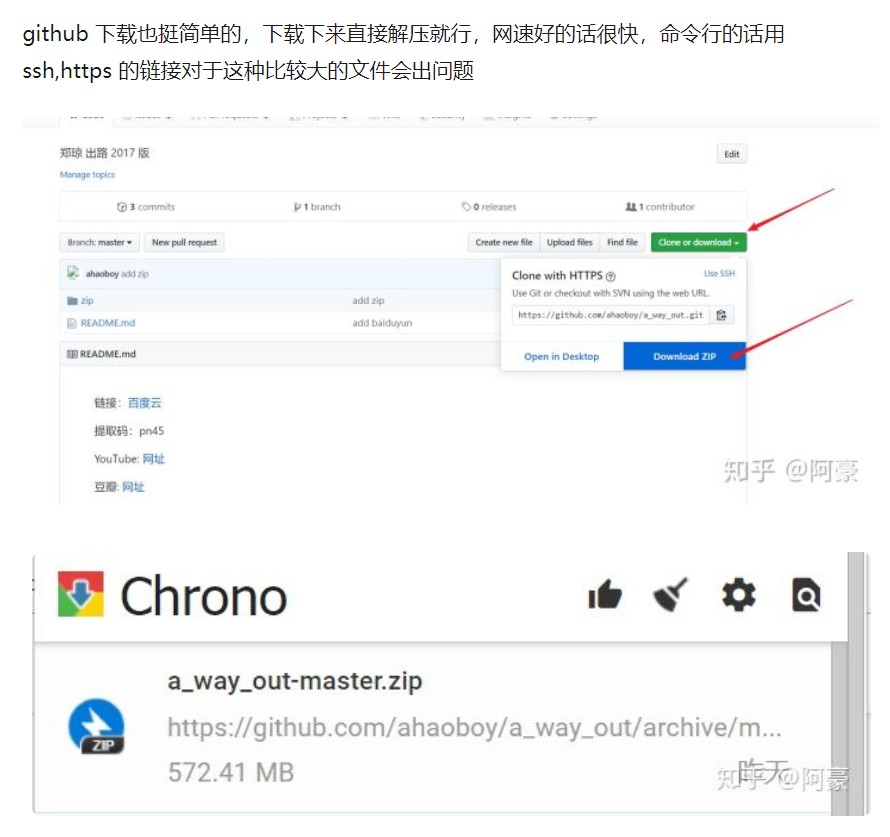 github 下载也挺简单的，下载下来直接解压就行，网速好的话很快，命令行的话用
ssh,https 的链接对于这种比较大的文件会出问题
郑琼 出路 2017 版
Edit
Manage topics
3 commits
1 branch
0 releases
1 contributor
Branch: master
New pull request
Create new file
Upload files
Find file
Clone or download
ahaoboy add zip
Clone with HTTPS
Use SSH
Use Git or checkout with SVN using the web URL.
zip
add zip
https://github.com/ahaoboy/a_way_out.git
README.md
add baiduyun
README.md
Open in Desktop
Download ZIP
链接：百度云
提取码：pn45
YouTube: 网址
豆瓣: 网址
知乎 @阿豪
Chrono
a_way_out-master.zip
ZIP
https://github.com/ahaoboy/a_way_out/archive/m...
572.41 MB
昨天
知乎 @阿豪